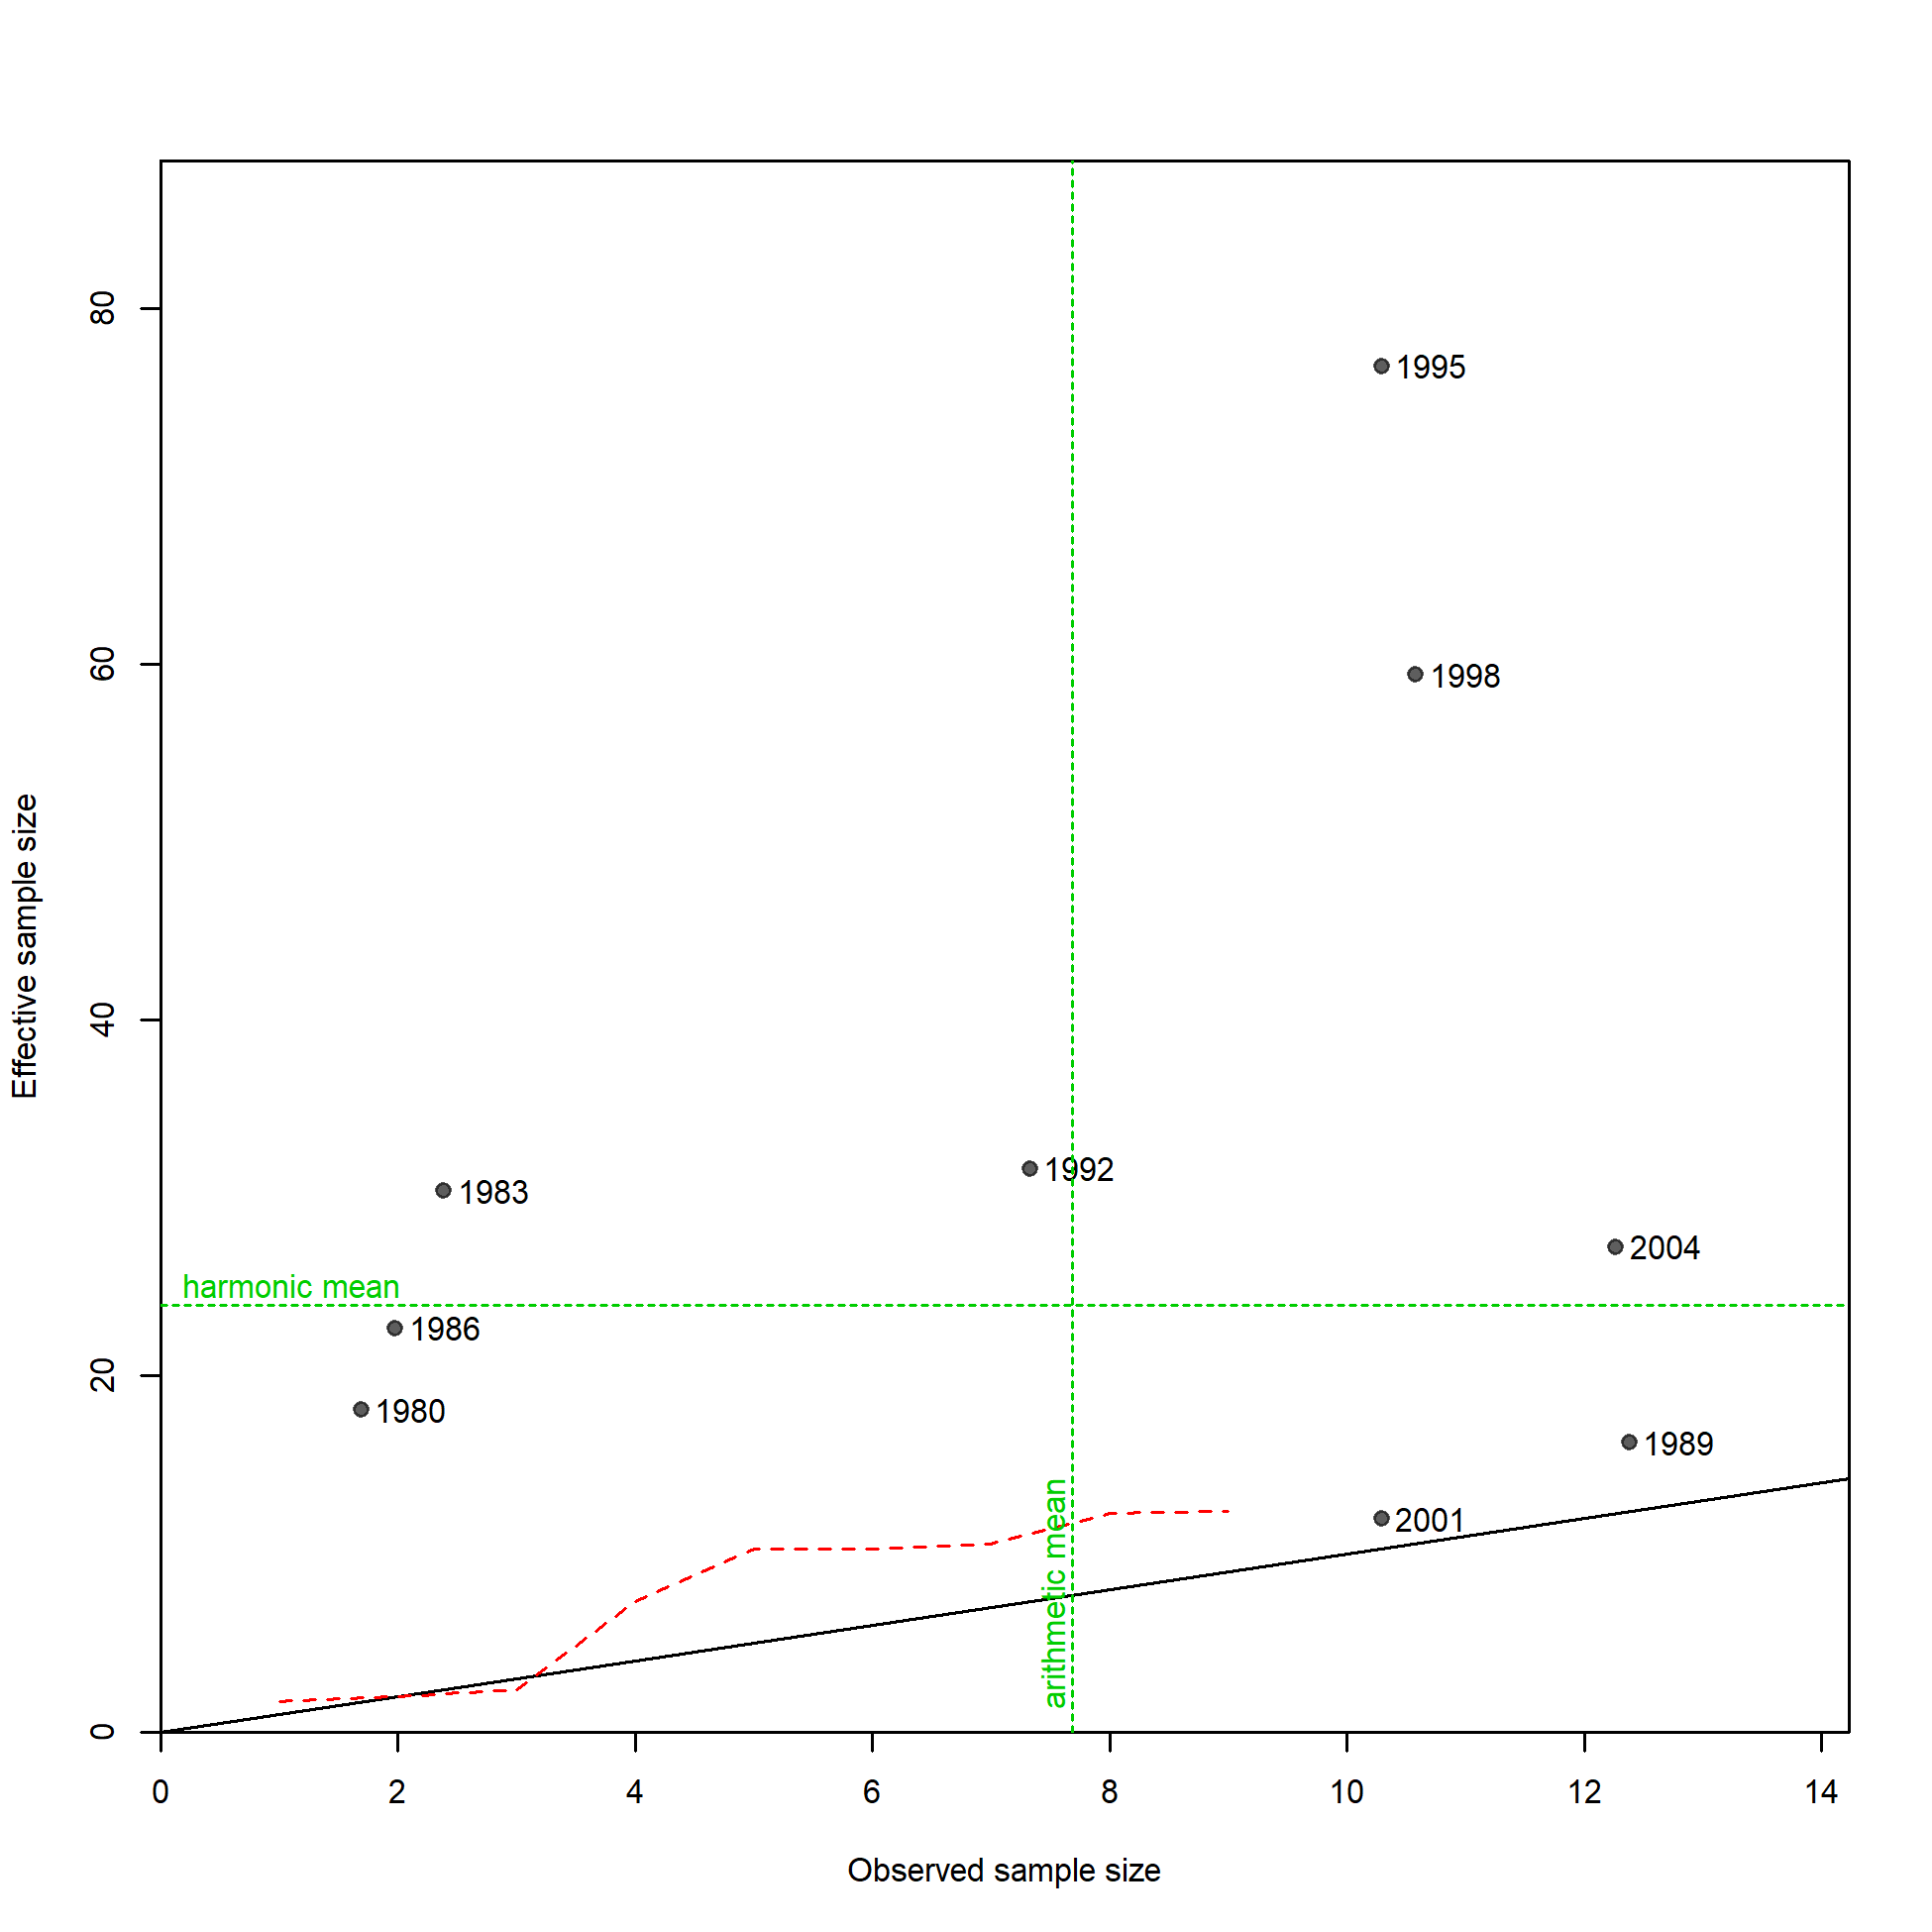 80
1995
60
1998
Effective sample size
40
1992
1983
2004
harmonic mean
1986
20
1980
1989
arithmetic mean
2001
0
0 2 4 6 8 10 12 14
Observed sample size